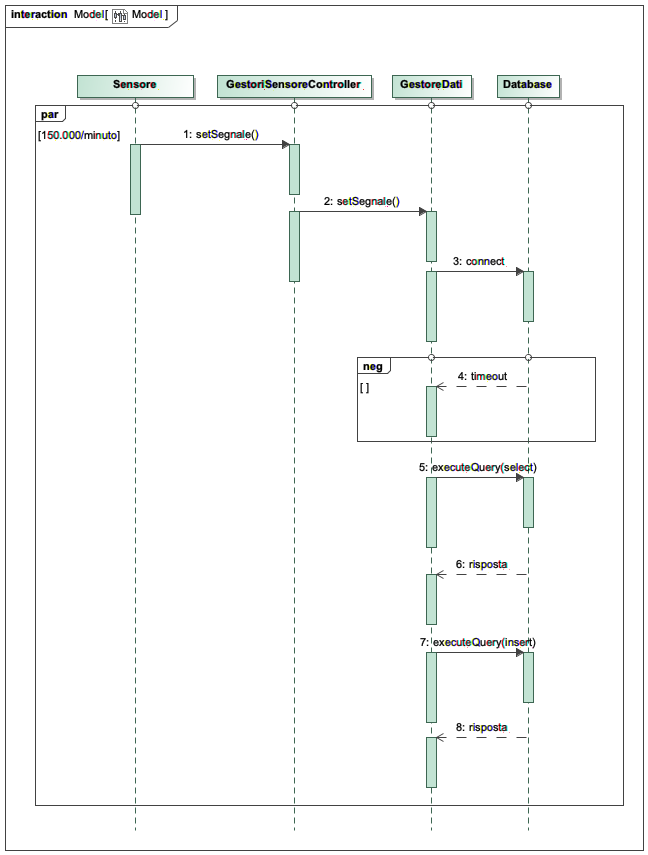 interaction Model[ Model ]
Sensore
GestoriSensoreController
GestoreDati
Database
par
[150.000/minuto]
1: setSegnale()
2: setSegnale()
3: connect
neg
4: timeout
[ ]
5: executeQuery(select)
6: risposta
7: executeQuery(insert)
8: risposta